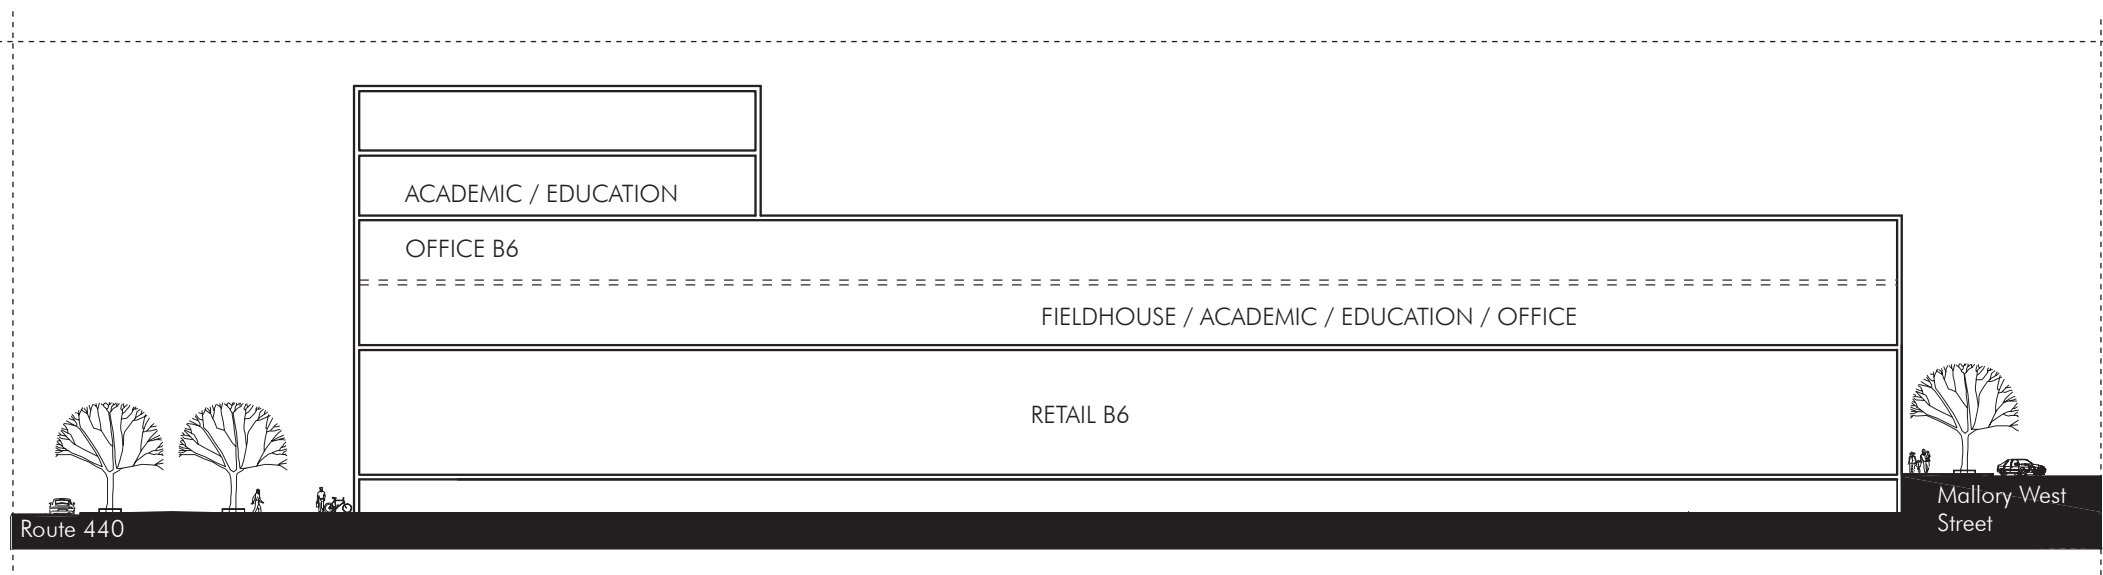 ACADEMIC / EDUCATION
OFFICE B6
FIELDHOUSE / ACADEMIC / EDUCATION / OFFICE
RETAIL B6
Route 440
Mallory West
Street